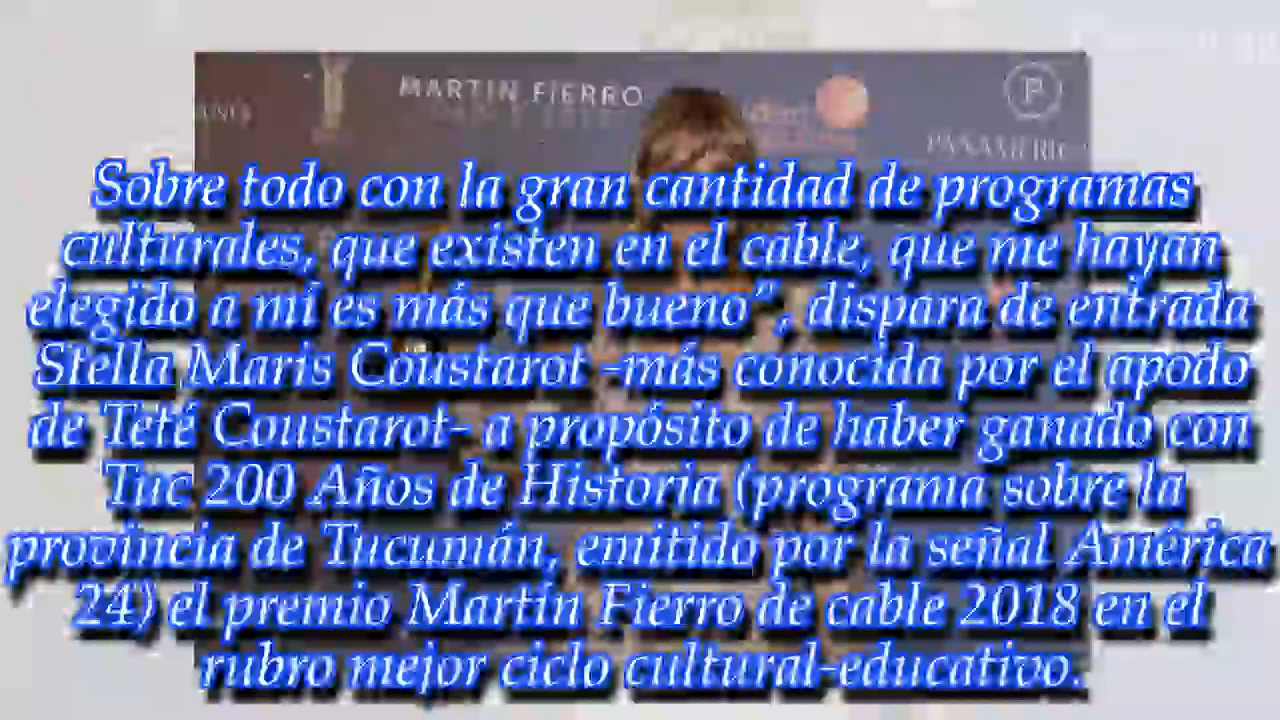 MARTÍN FIERRO
P
PANAMERIC
Sobre todo con la gran cantidad de programas
culturales, que existen en el cable, que me hayan
elegido a mí es más que bueno”, dispara de entrada
Stella Maris Coustarot -más conocida por el apodo
de Teté Coustarot- a propósito de haber ganado con
Tuc 200 Años de Historia (programa sobre la
provincia de Tucumán, emitido por la señal América
24) el premio Martín Fierro de cable 2018 en el
rubro mejor ciclo cultural-educativo.